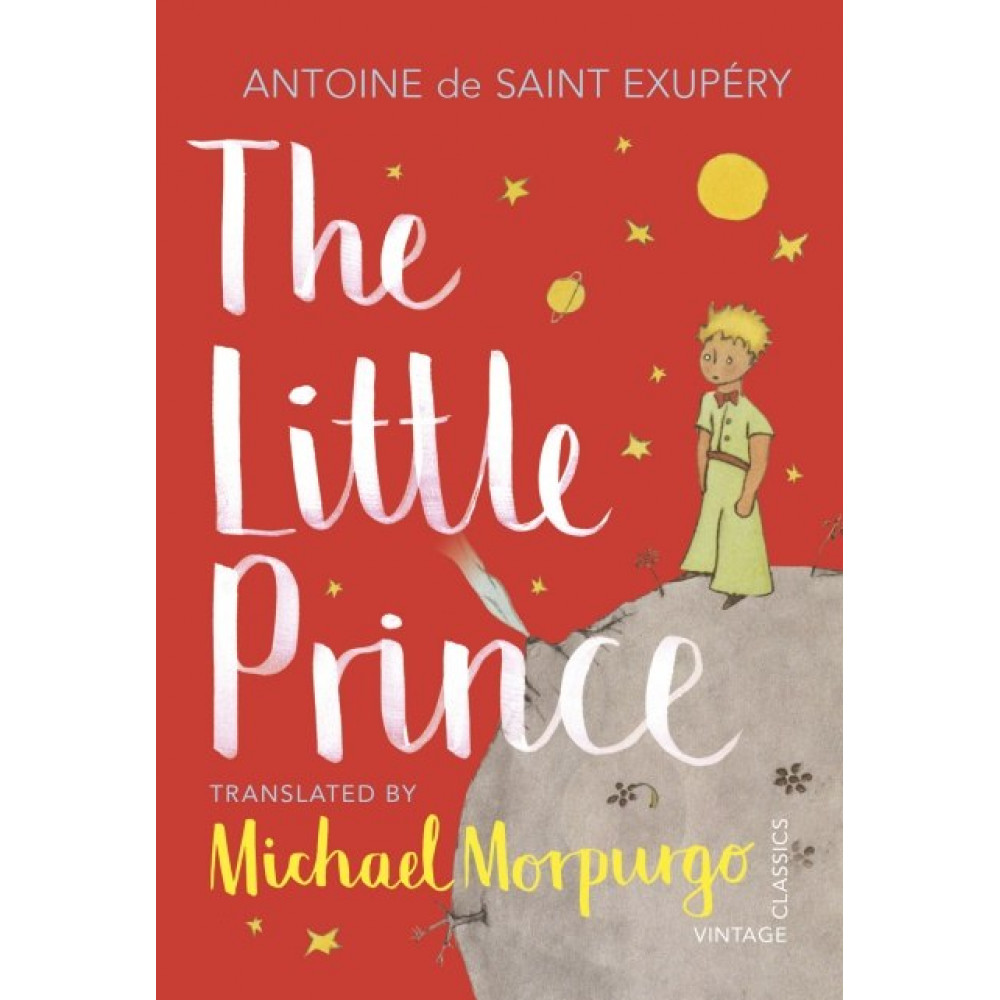 ANTOINE de SAINT EXUPÉRY
The
Little
Prince
TRANSLATED BY
Michael Morpurgo
VINTAGE
CLASSICS